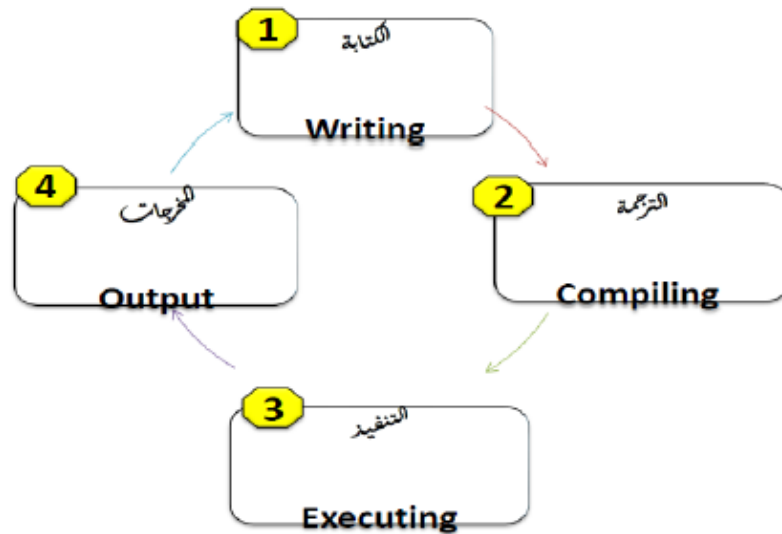 1
الكتابة
Writing
2
الترجمة
Compiling
3
التنفيذ
Executing
4
المخرجات
Output